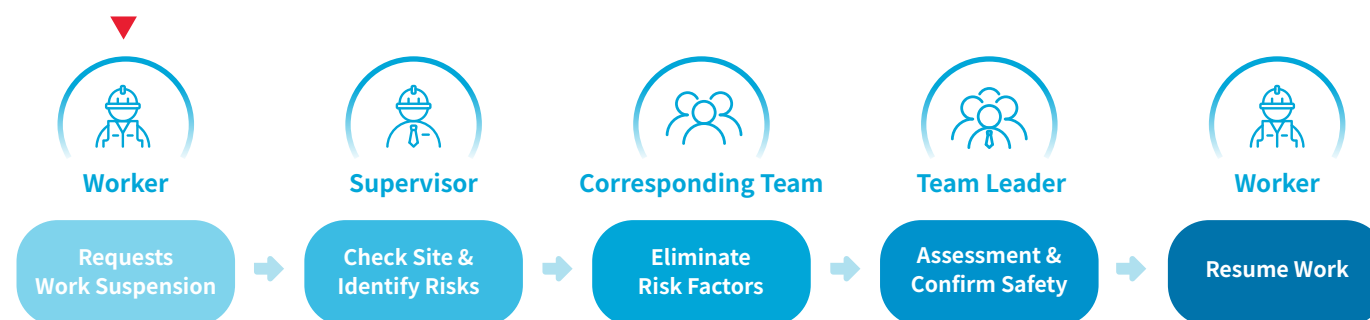 Worker
Supervisor
Corresponding Team
Team Leader
Worker
Requests
Work Suspension
Check Site &
Identify Risks
Eliminate
Risk Factors
Assessment &
Confirm Safety
Resume Work